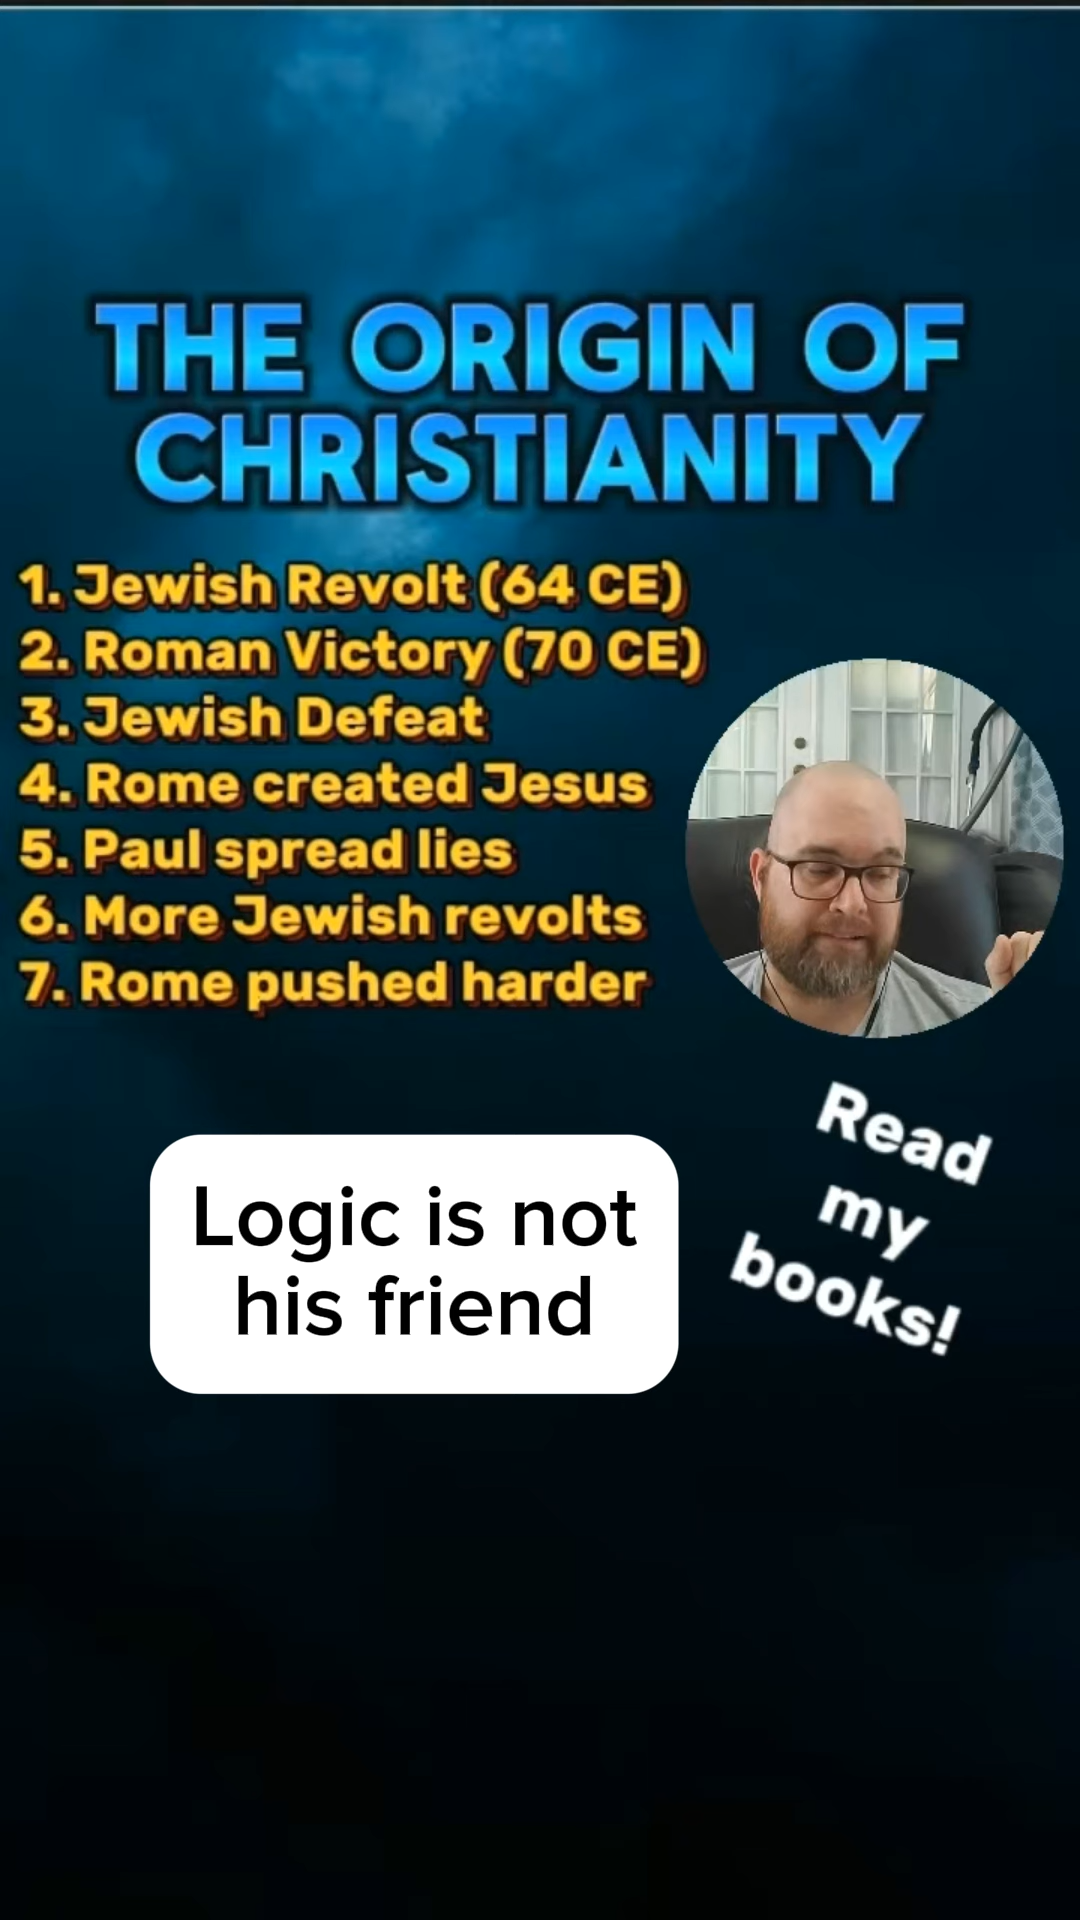 THE ORIGIN OF
CHRISTIANITY
1. Jewish Revolt (64 CE)
2. Roman Victory (70 CE)
3. Jewish Defeat
4. Rome created Jesus
5. Paul spread lies
6. More Jewish revolts
7. Rome pushed harder
Read
my
books!
Logic is not
his friend